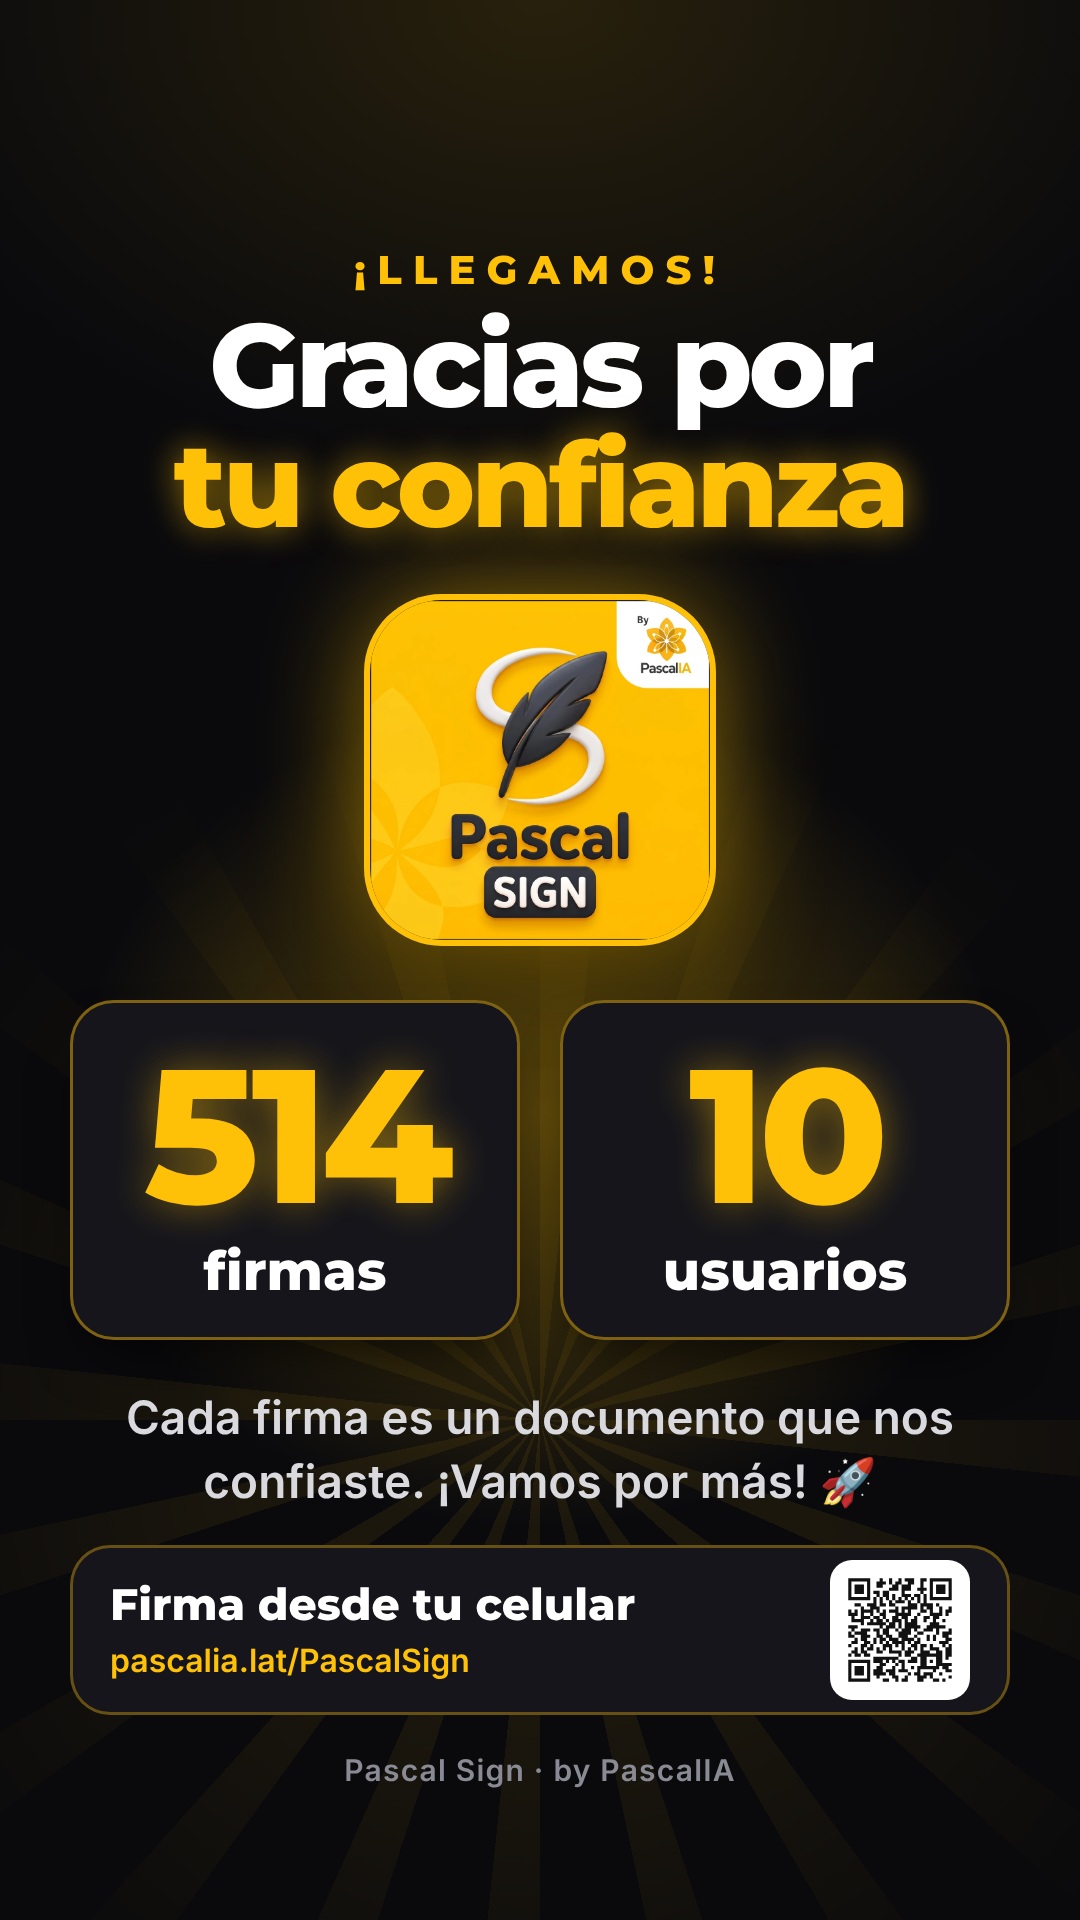 ¡LLEGAMOS!
Gracias por
tu confianza
By
PascalIA
Pascal
SIGN
514
firmas
10
usuarios
Cada firma es un documento que nos
confiaste. ¡Vamos por más! 🚀
Firma desde tu celular
pascalia.lat/PascalSign
Pascal Sign · by PascalIA